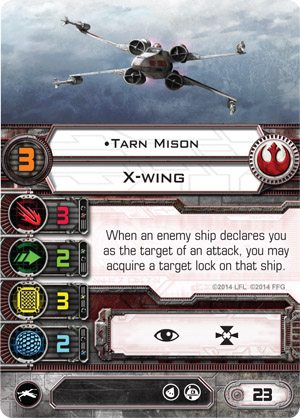 •Tarn Mison
3
X-wing
3
When an enemy ship declares you
as the target of an attack, you may
acquire a target lock on that ship.
2
©2014 LFL ©2014 FFG
3
2
23